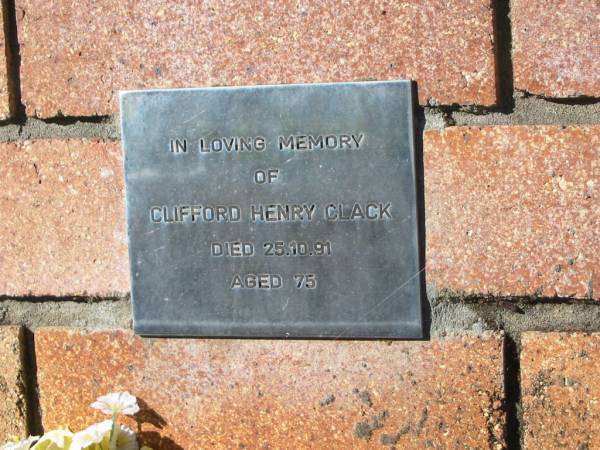 IN LOVING MEMORY
OF
CLIFFORD HENRY CLACK
DIED 25.10.91
AGED 75